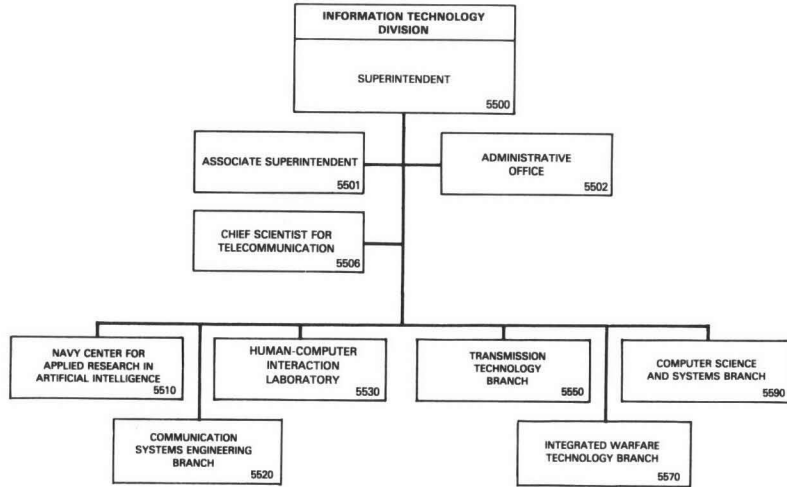 INFORMATION TECHNOLOGY
DIVISION
SUPERINTENDENT
5500
ASSOCIATE SUPERINTENDENT
5501
ADMINISTRATIVE
OFFICE
5502
CHIEF SCIENTIST FOR
TELECOMMUNICATION
5506
NAVY CENTER FOR
APPLIED RESEARCH IN
ARTIFICIAL INTELLIGENCE
5510
HUMAN-COMPUTER
INTERACTION
LABORATORY
5530
TRANSMISSION
TECHNOLOGY
BRANCH
5550
COMPUTER SCIENCE
AND SYSTEMS BRANCH
5590
COMMUNICATION
SYSTEMS ENGINEERING
BRANCH
5520
INTEGRATED WARFARE
TECHNOLOGY BRANCH
5570